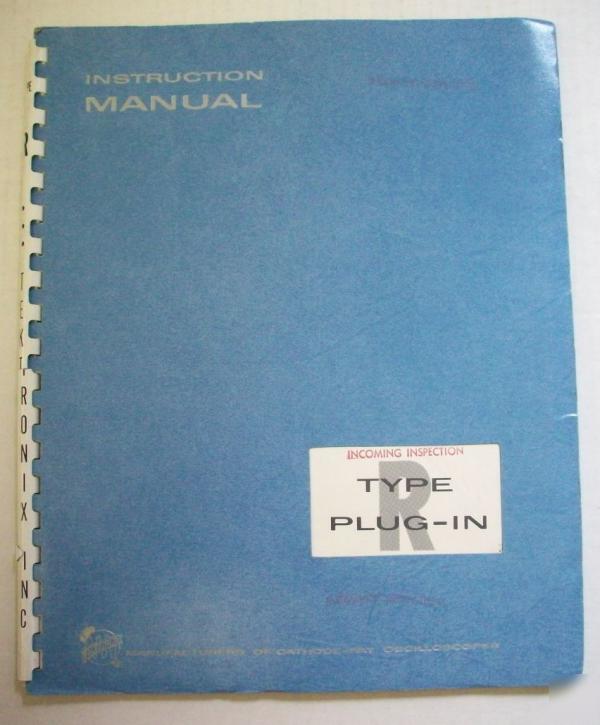 INSTRUCTION
MANUAL
INCOMING INSPECTION
R
TYPE
PLUG-IN
MANUFACTURERS OF CATHODE-RAY OSCILLOSCOPES
R
TEKTRONIX INC